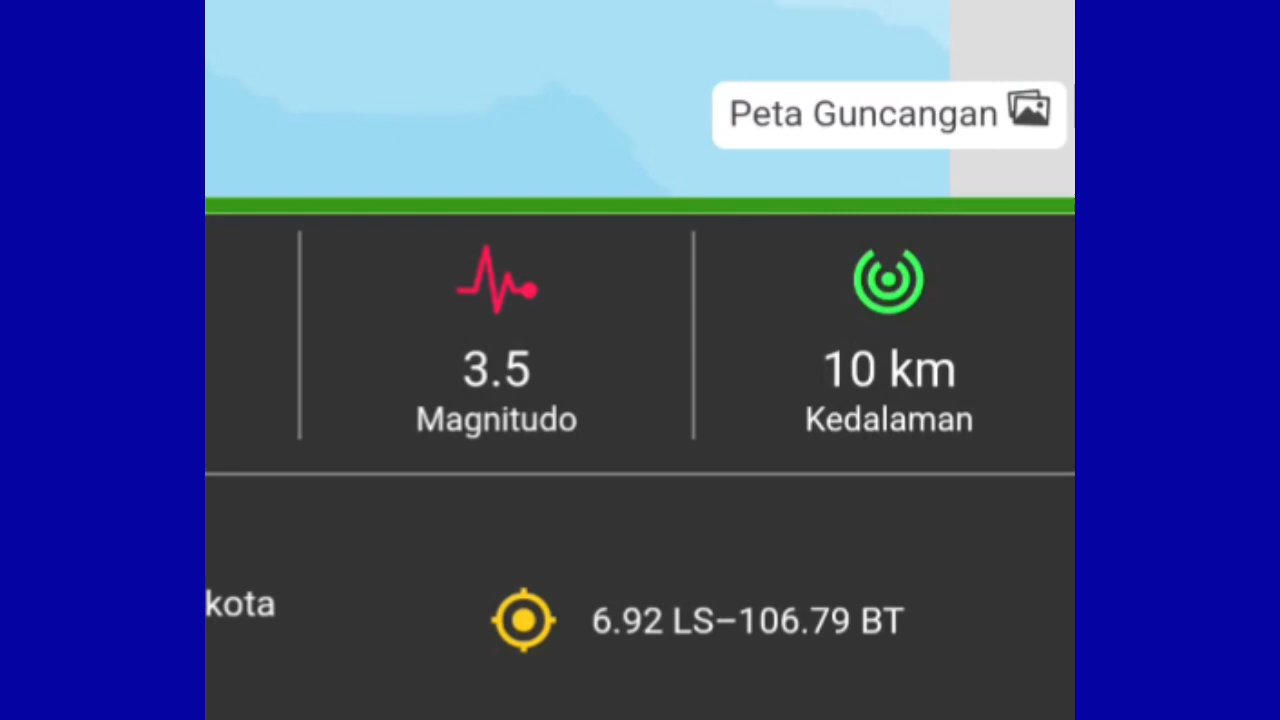 Peta Guncangan
3.5
Magnitudo
10 km
Kedalaman
kota
6.92 LS–106.79 BT